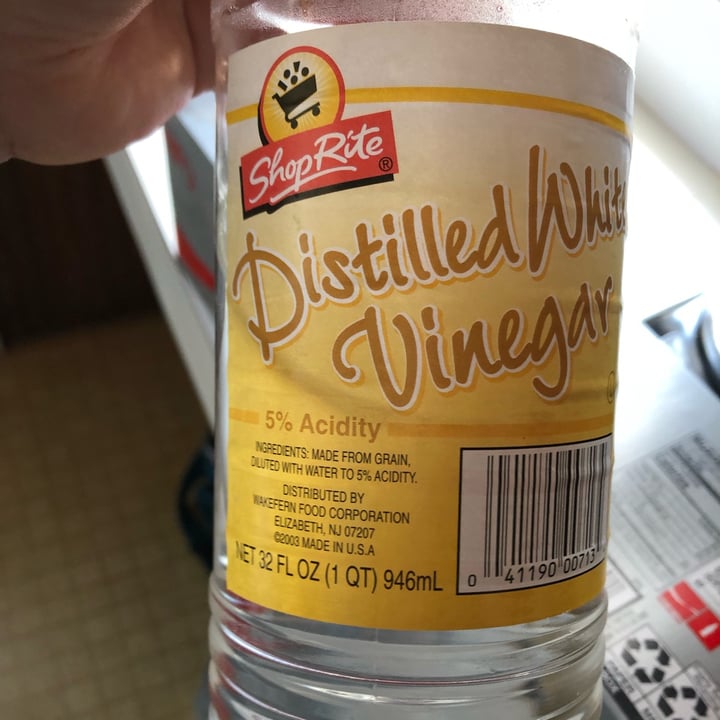 ShopRite®
Distilled White
Vinegar
5% Acidity
INGREDIENTS: MADE FROM GRAIN,
DILUTED WITH WATER TO 5% ACIDITY.
DISTRIBUTED BY
WAKEFERN FOOD CORPORATION
ELIZABETH, NJ 07207
©2003 MADE IN U.S.A
NET 32 FL OZ (1 QT) 946mL
0 41190 00713